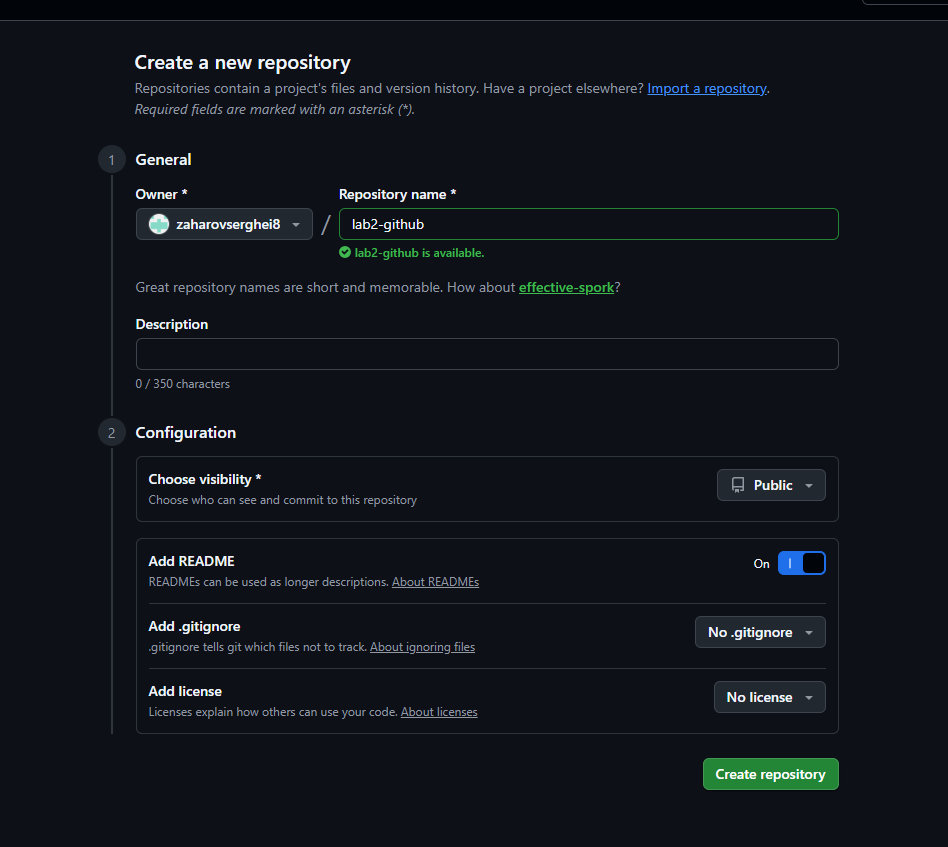 Create a new repository
Repositories contain a project's files and version history. Have a project elsewhere? Import a repository.
Required fields are marked with an asterisk (*).
1 General
Owner * Repository name *
zaharovserghei8 / lab2-github
lab2-github is available.
Great repository names are short and memorable. How about effective-spork?
Description
0 / 350 characters
2 Configuration
Choose visibility *
Choose who can see and commit to this repository
Public
Add README
READMEs can be used as longer descriptions. About READMEs
On
Add .gitignore
.gitignore tells git which files not to track. About ignoring files
No .gitignore
Add license
Licenses explain how others can use your code. About licenses
No license
Create repository